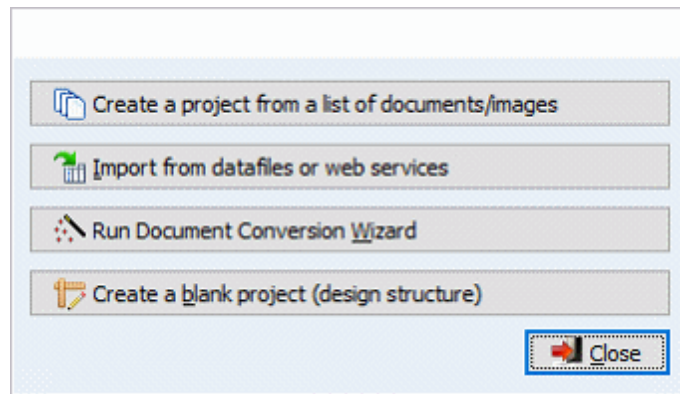 Create a project from a list of documents/images
Import from datafiles or web services
Run Document Conversion Wizard
Create a blank project (design structure)
Close